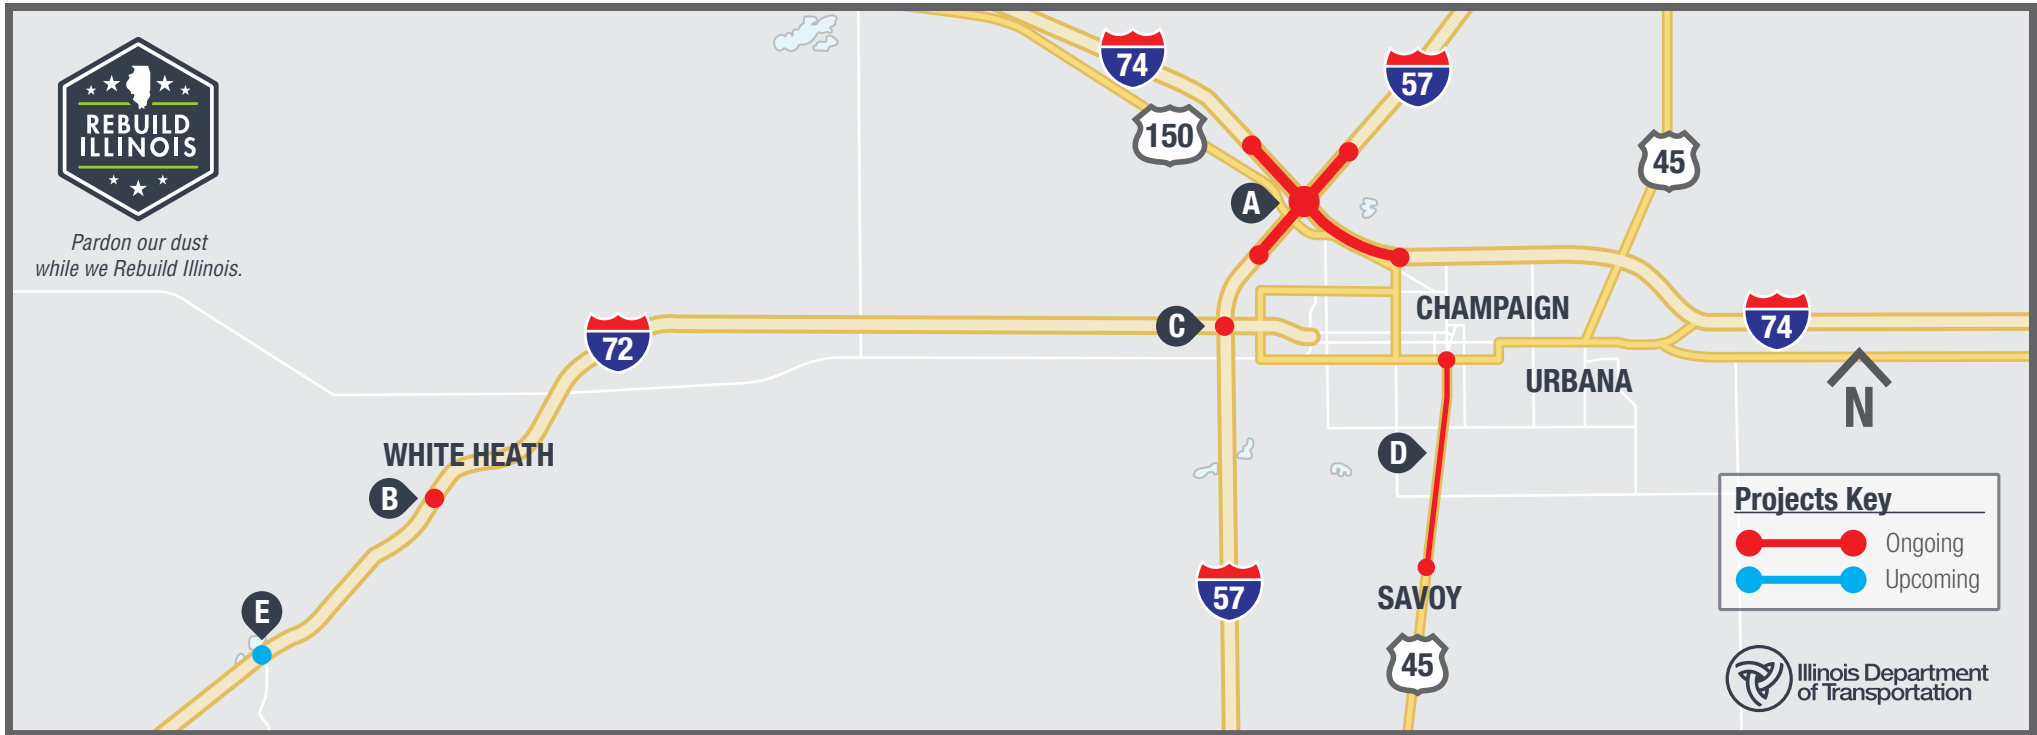 REBUILD
ILLINOIS
Pardon our dust
while we Rebuild Illinois.
74
57
150
45
A
72
C
CHAMPAIGN
74
URBANA
N
WHITE HEATH
B
D
E
57
SAVOY
45
Projects Key
Ongoing
Upcoming
Illinois Department
of Transportation